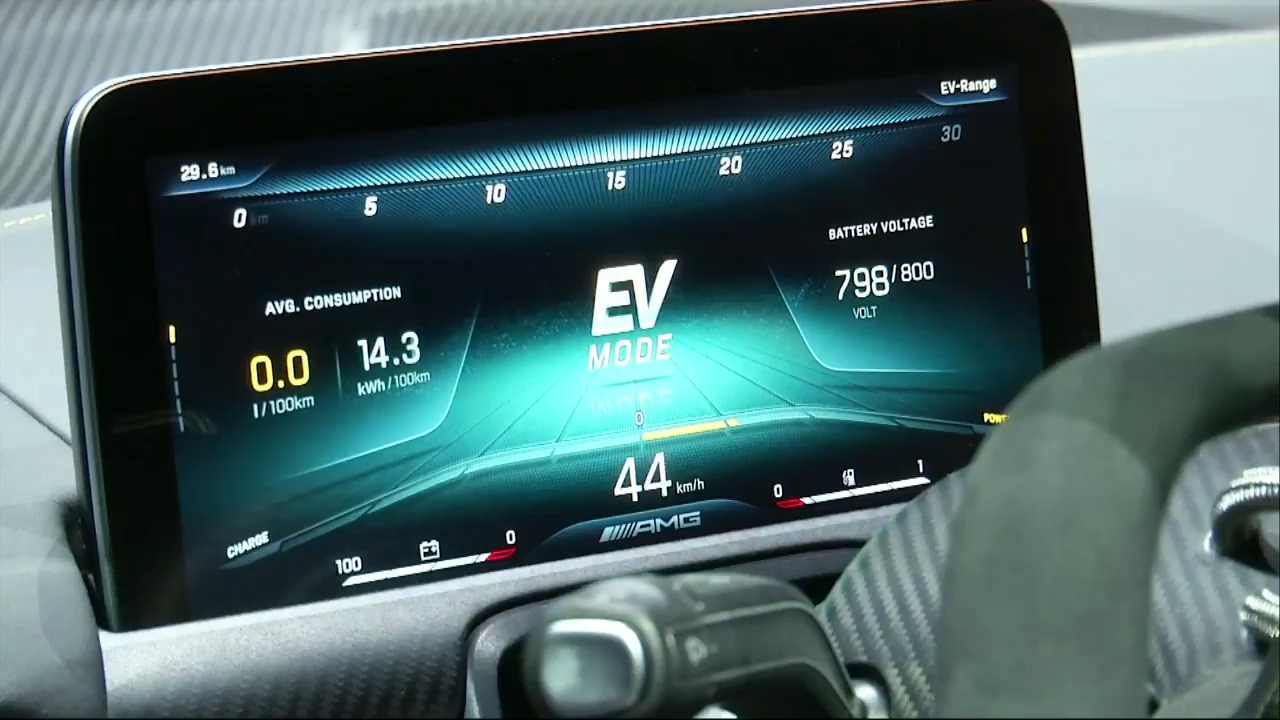 EV-Range
29.6 km
0 km 5 10 15 20 25 30
BATTERY VOLTAGE
798 / 800
VOLT
AVG. CONSUMPTION
0.0 14.3
l / 100km kWh / 100km
EV
MODE
0
44 km/h
AMG
CHARGE
100 0
0 1